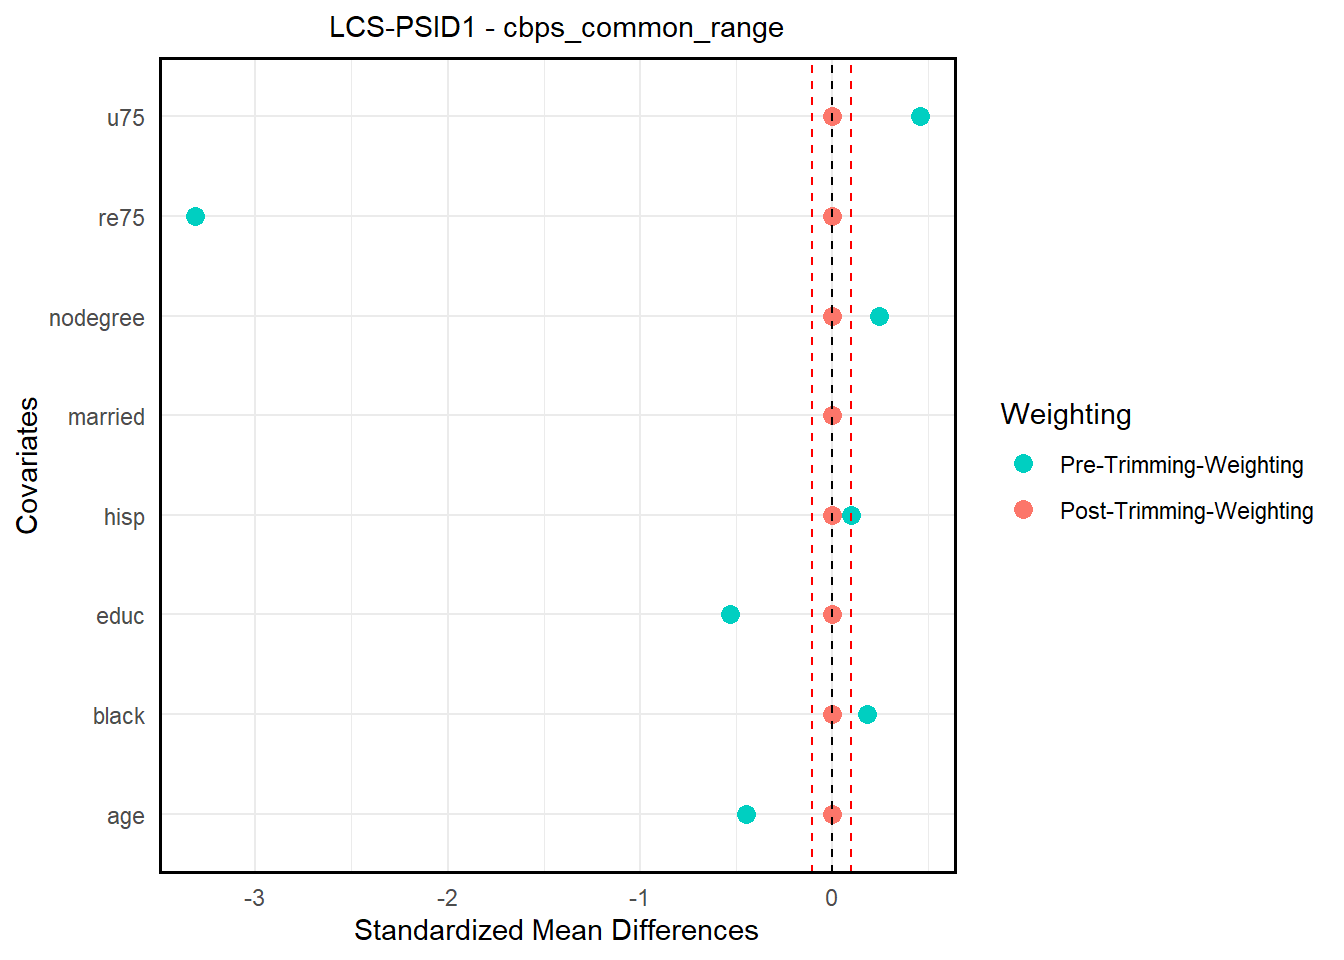 LCS-PSID1 - cbps_common_range
Covariates
u75
re75
nodegree
married
hisp
educ
black
age
-3 -2 -1 0
Standardized Mean Differences
Weighting
Pre-Trimming-Weighting
Post-Trimming-Weighting